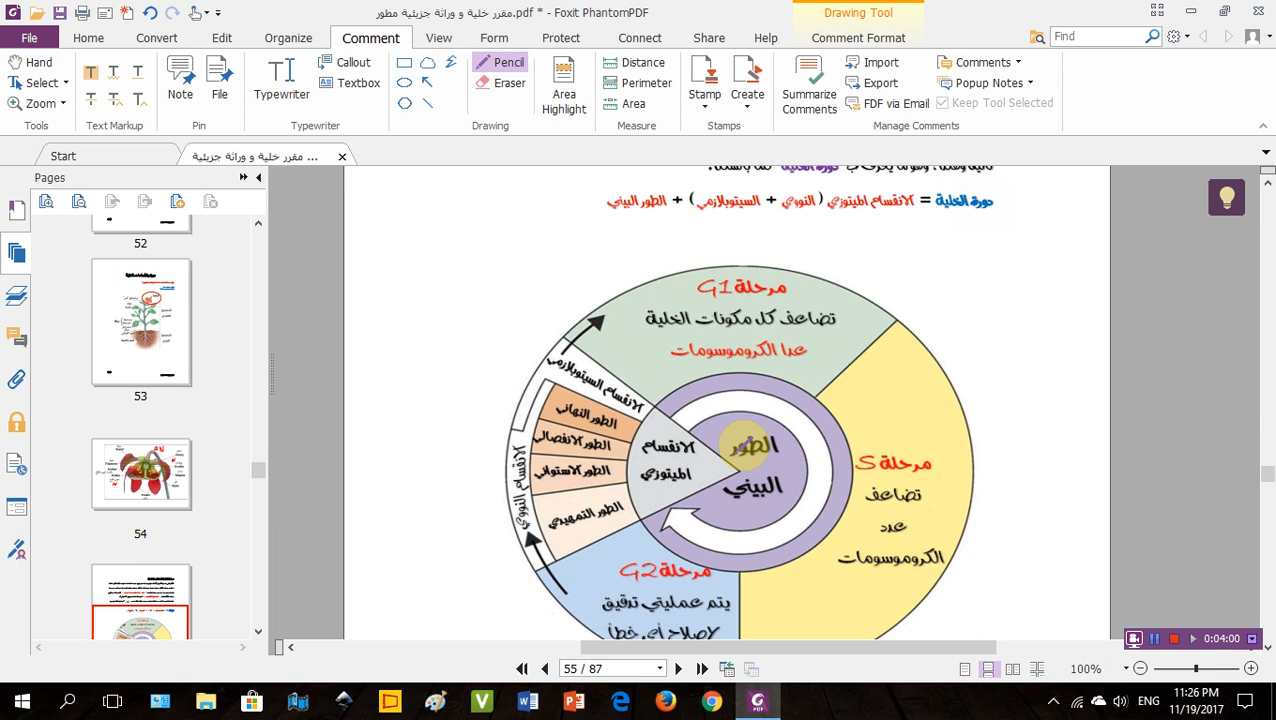 مقرر خلية و وراثة جزيئية مطور.pdf * - Foxit PhantomPDF
Drawing Tool
File
Home
Convert
Edit
Organize
Comment
View
Form
Protect
Connect
Share
Help
Comment Format
Find
Hand
Select
Zoom
Tools
Text Markup
Note
File
Pin
Typewriter
Callout
Textbox
Typewriter
Pencil
Eraser
Drawing
Area Highlight
Distance
Perimeter
Area
Measure
Stamp
Create
Stamps
Summarize Comments
Import
Export
FDF via Email
Comments
Popup Notes
Keep Tool Selected
Manage Comments
Start
مقرر خلية و وراثة جزيئية ...
Pages
52
53
54
دورة الخلية = الانقسام الميتوزي (النووي + السيتوبلازمي) + الطور البيني
مرحلة G1
تضاعف كل مكونات الخلية
عدا الكروموسومات
الانقسام السيتوبلازمي
الطور النهائي
الطور الانفصالي
الطور الاستوائي
الطور التمهيدي
الانقسام النووي
الانقسام
الميتوزي
الطور
البيني
مرحلة S
تضاعف
عدد
الكروموسومات
مرحلة G2
يتم عمليتي تدقيق
لإصلاح أي خطأ
0:04:00
55 / 87
100%
ENG
11:26 PM
11/19/2017